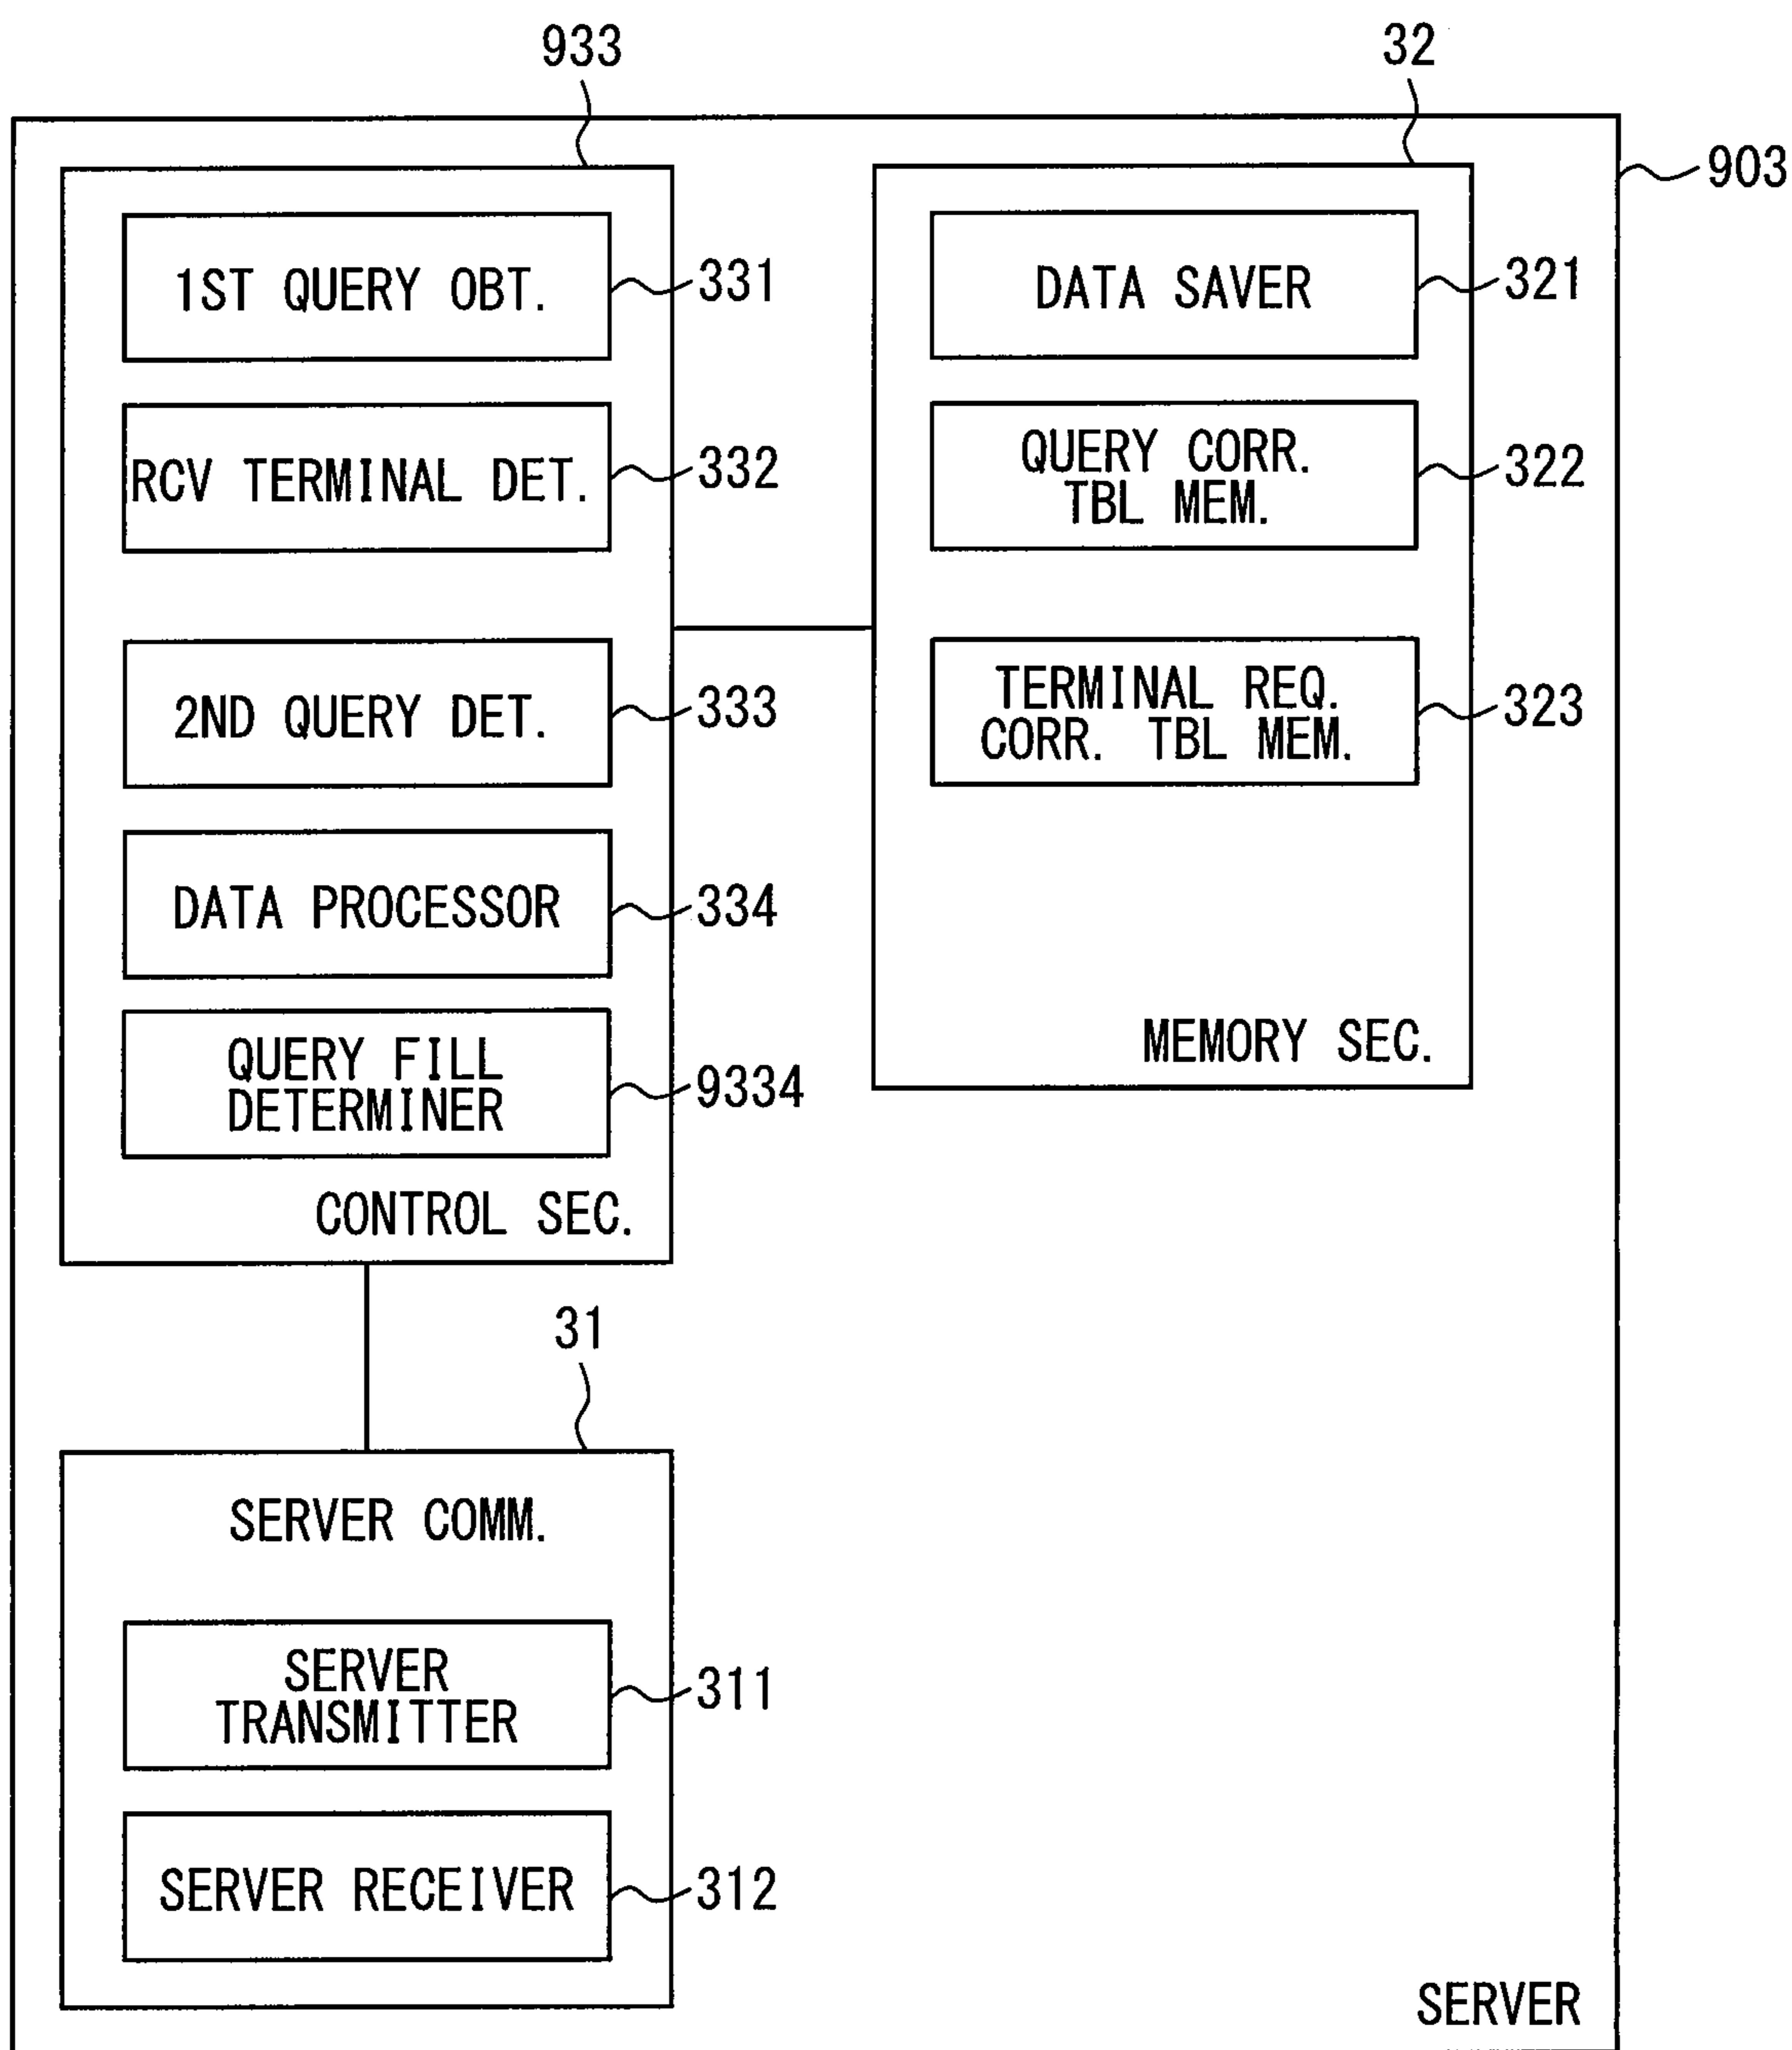 933
32
903
1ST QUERY OBT.
331
DATA SAVER
321
RCV TERMINAL DET.
332
QUERY CORR.
TBL MEM.
322
2ND QUERY DET.
333
TERMINAL REQ.
CORR. TBL MEM.
323
DATA PROCESSOR
334
QUERY FILL
DETERMINER
9334
MEMORY SEC.
CONTROL SEC.
31
SERVER COMM.
SERVER
TRANSMITTER
311
SERVER RECEIVER
312
SERVER